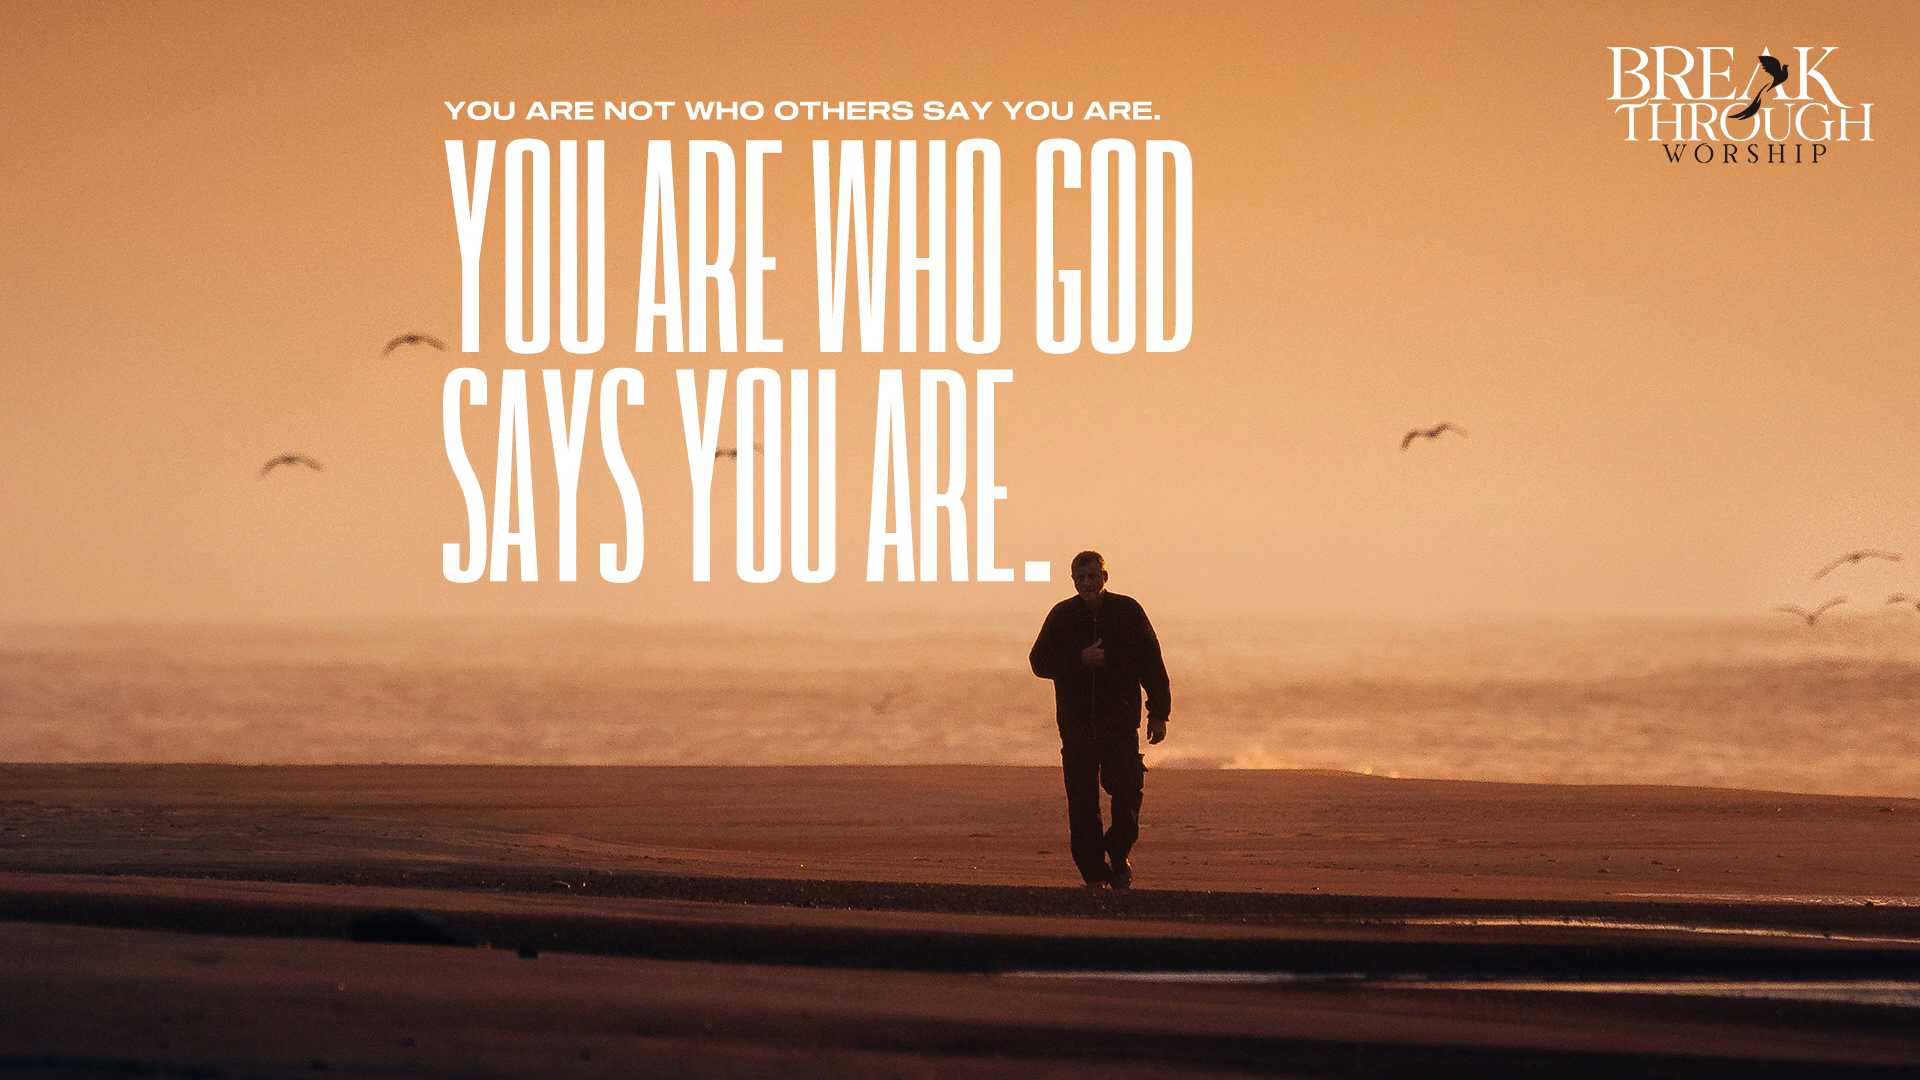 YOU ARE NOT WHO OTHERS SAY YOU ARE.
YOU ARE WHO GOD
SAYS YOU ARE.
BREAK
THROUGH
WORSHIP